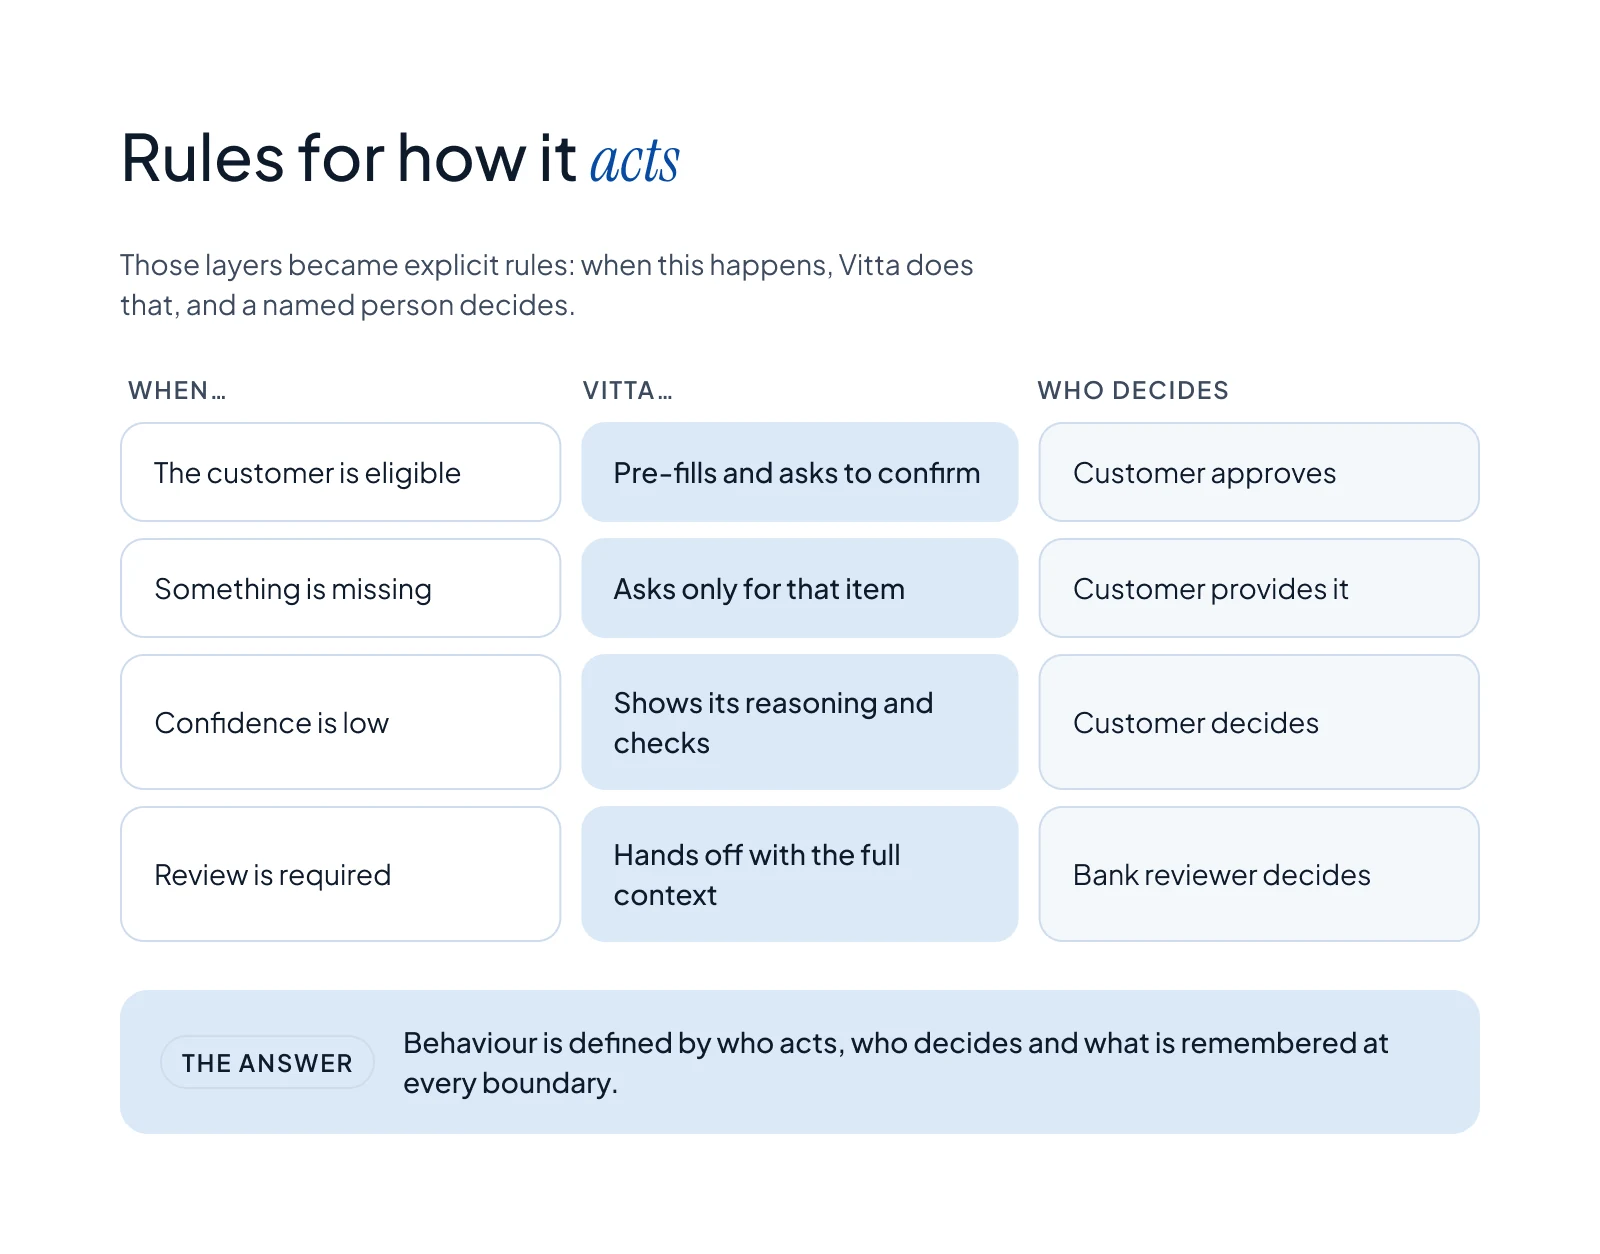 Rules for how it acts
Those layers became explicit rules: when this happens, Vitta does
that, and a named person decides.
WHEN…
VITTA…
WHO DECIDES
The customer is eligible
Pre-fills and asks to confirm
Customer approves
Something is missing
Asks only for that item
Customer provides it
Confidence is low
Shows its reasoning and
checks
Customer decides
Review is required
Hands off with the full
context
Bank reviewer decides
THE ANSWER
Behaviour is defined by who acts, who decides and what is remembered at
every boundary.